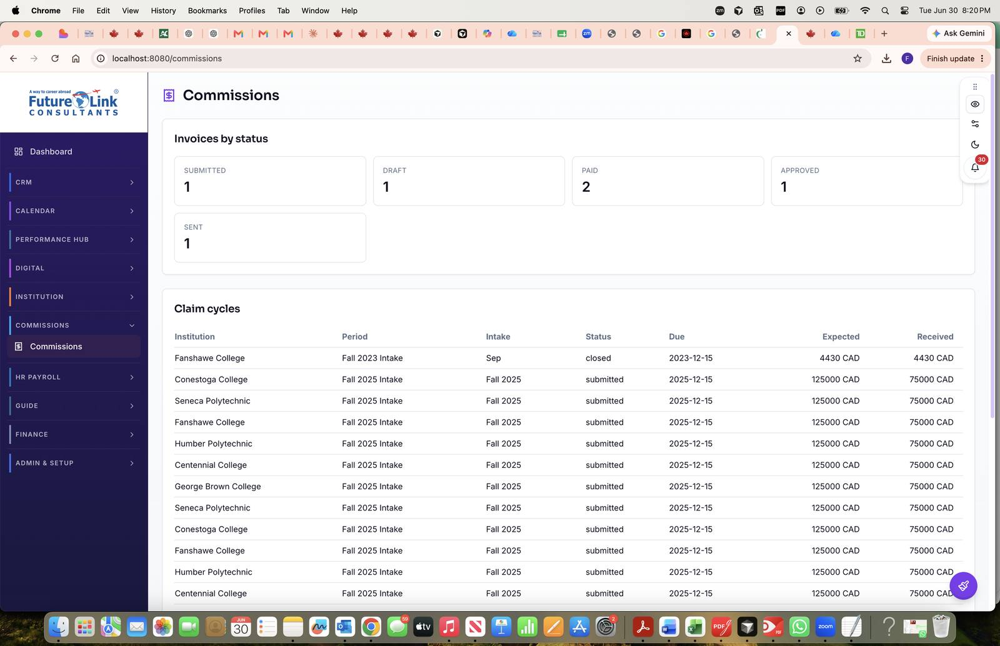 Chrome File Edit View History Bookmarks Profiles Tab Window Help
zm PDF Tue Jun 30 8:20 PM
Ask Gemini
localhost:8080/commissions
F Finish update
A way to career abroad
Future Link ®
CONSULTANTS
Dashboard
CRM
CALENDAR
PERFORMANCE HUB
DIGITAL
INSTITUTION
COMMISSIONS
Commissions
HR PAYROLL
GUIDE
FINANCE
ADMIN & SETUP
Commissions
30
Invoices by status
SUBMITTED DRAFT PAID APPROVED
1 1 2 1
SENT
1
Claim cycles
Institution Period Intake Status Due Expected Received
Fanshawe College Fall 2023 Intake Sep closed 2023-12-15 4430 CAD 4430 CAD
Conestoga College Fall 2025 Intake Fall 2025 submitted 2025-12-15 125000 CAD 75000 CAD
Seneca Polytechnic Fall 2025 Intake Fall 2025 submitted 2025-12-15 125000 CAD 75000 CAD
Fanshawe College Fall 2025 Intake Fall 2025 submitted 2025-12-15 125000 CAD 75000 CAD
Humber Polytechnic Fall 2025 Intake Fall 2025 submitted 2025-12-15 125000 CAD 75000 CAD
Centennial College Fall 2025 Intake Fall 2025 submitted 2025-12-15 125000 CAD 75000 CAD
George Brown College Fall 2025 Intake Fall 2025 submitted 2025-12-15 125000 CAD 75000 CAD
Seneca Polytechnic Fall 2025 Intake Fall 2025 submitted 2025-12-15 125000 CAD 75000 CAD
Conestoga College Fall 2025 Intake Fall 2025 submitted 2025-12-15 125000 CAD 75000 CAD
Fanshawe College Fall 2025 Intake Fall 2025 submitted 2025-12-15 125000 CAD 75000 CAD
Humber Polytechnic Fall 2025 Intake Fall 2025 submitted 2025-12-15 125000 CAD 75000 CAD
Centennial College Fall 2025 Intake Fall 2025 submitted 2025-12-15 125000 CAD 75000 CAD
JUN 59 2
30 tv PDF zoom